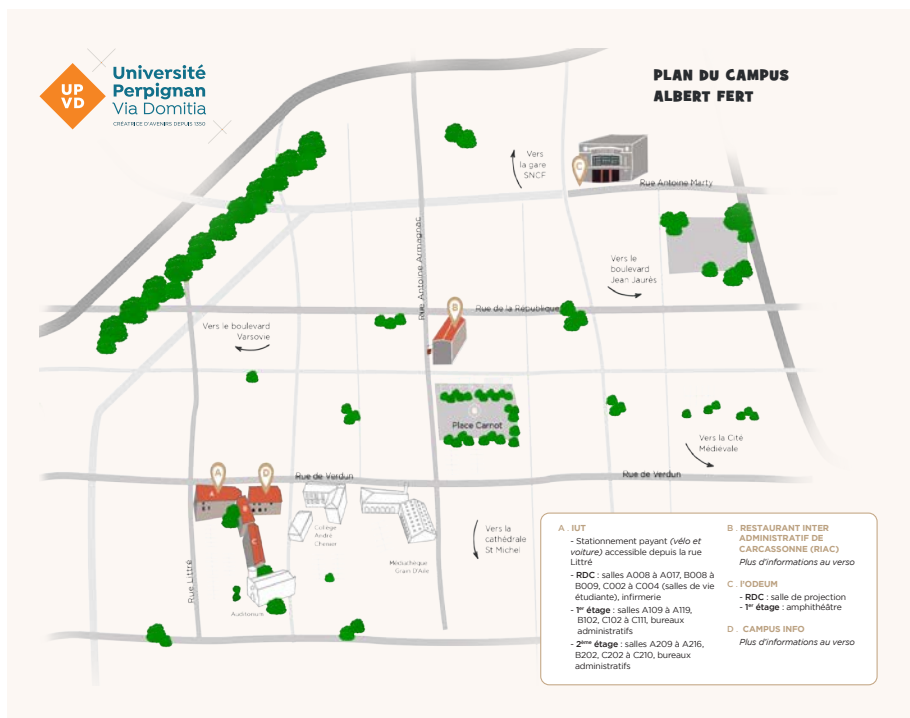 UP
VD
Université
Perpignan
Via Domitia
CRÉATRICE D'AVENIRS DEPUIS 1350
PLAN DU CAMPUS
ALBERT FERT
Vers
la gare
SNCF
C
Rue Antoine Marty
Rue Antoine Armagnac
Vers le
boulevard
Jean Jaurès
B
Rue de la République
Vers le boulevard
Varsovie
Place Carnot
Vers la Cité
Médiévale
A
D
Rue de Verdun
Rue de Verdun
A
B
C
Collège
André
Chenier
Médiathèque
Grain D'Aile
Vers la
cathédrale
St Michel
Rue Littré
Auditorium
A . IUT
- Stationnement payant (vélo et
voiture) accessible depuis la rue
Littré
- RDC : salles A008 à A017, B008 à
B009, C002 à C004 (salles de vie
étudiante), infirmerie
- 1er étage : salles A109 à A119,
B102, C102 à C111, bureaux
administratifs
- 2ème étage : salles A209 à A216,
B202, C202 à C210, bureaux
administratifs
B . RESTAURANT INTER
ADMINISTRATIF DE
CARCASSONNE (RIAC)
Plus d'informations au verso
C . l'ODEUM
- RDC : salle de projection
- 1er étage : amphithéâtre
D . CAMPUS INFO
Plus d'informations au verso